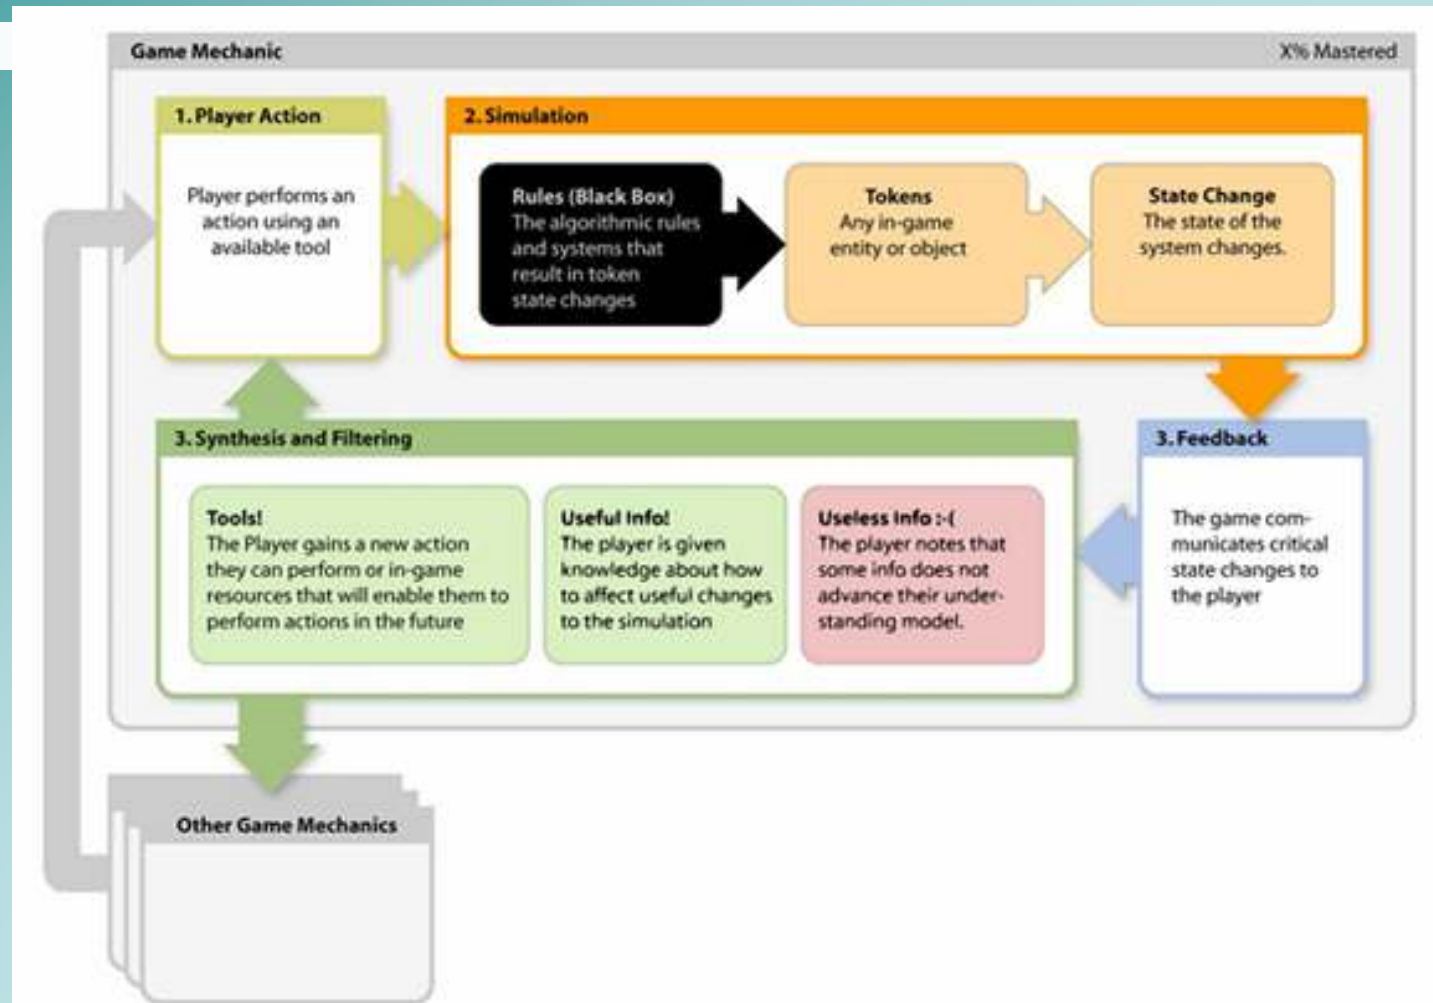 Game Mechanic
X% Mastered
1. Player Action
Player performs an
action using an
available tool
2. Simulation
Rules (Black Box)
The algorithmic rules
and systems that
result in token
state changes
Tokens
Any in-game
entity or object
State Change
The state of the
system changes.
3. Synthesis and Filtering
Tools!
The Player gains a new action
they can perform or in-game
resources that will enable them to
perform actions in the future
Useful Info!
The player is given
knowledge about how
to affect useful changes
to the simulation
Useless Info :-(
The player notes that
some info does not
advance their under-
standing model.
3. Feedback
The game com-
municates critical
state changes to
the player
Other Game Mechanics